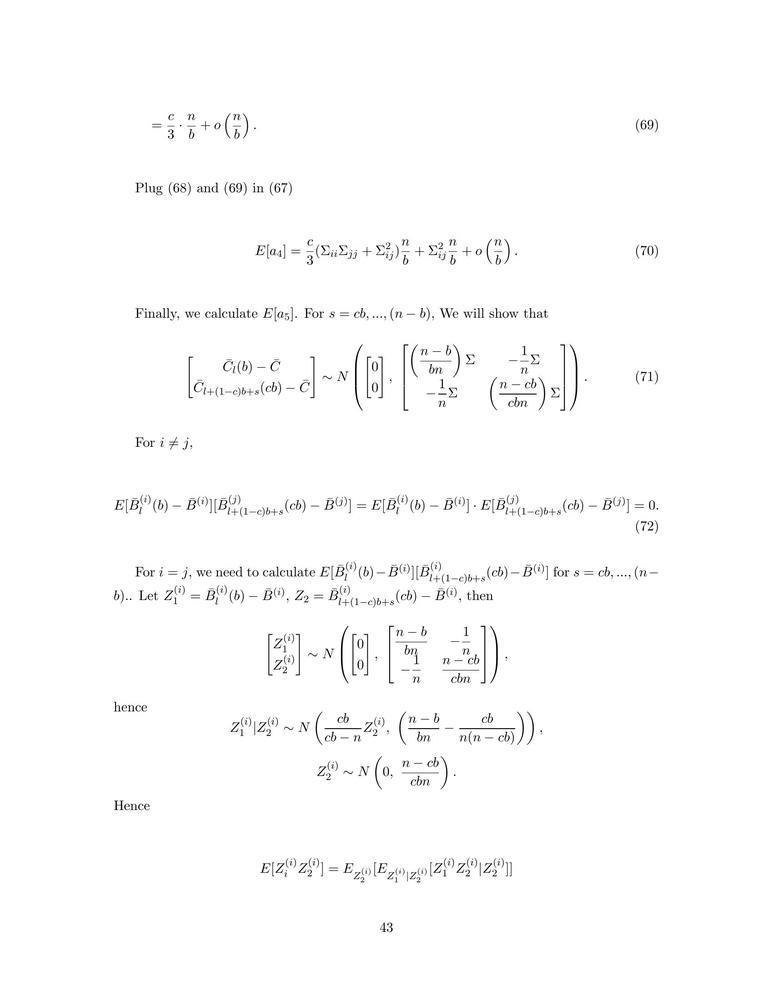 = \frac{c}{3} \cdot \frac{n}{b} + o\left(\frac{n}{b}\right). (69)
Plug (68) and (69) in (67)
E[a_4] = \frac{c}{3}(\Sigma_{ii}\Sigma_{jj} + \Sigma_{ij}^2)\frac{n}{b} + \Sigma_{ij}^2\frac{n}{b} + o\left(\frac{n}{b}\right). (70)
Finally, we calculate E[a_5]. For s = cb, ..., (n − b), We will show that
\begin{bmatrix} \bar{C}_l(b) - \bar{C} \\ \bar{C}_{l+(1-c)b+s}(cb) - \bar{C} \end{bmatrix} \sim N\left(\begin{bmatrix} 0 \\ 0 \end{bmatrix}, \begin{bmatrix} \left(\frac{n-b}{bn}\right)\Sigma & -\frac{1}{n}\Sigma \\ -\frac{1}{n}\Sigma & \left(\frac{n-cb}{cbn}\right)\Sigma \end{bmatrix}\right). (71)
For i ≠ j,
E[\bar{B}_l^{(i)}(b) - \bar{B}^{(i)}][\bar{B}_{l+(1-c)b+s}^{(j)}(cb) - \bar{B}^{(j)}] = E[\bar{B}_l^{(i)}(b) - \bar{B}^{(i)}] \cdot E[\bar{B}_{l+(1-c)b+s}^{(j)}(cb) - \bar{B}^{(j)}] = 0.
(72)
For i = j, we need to calculate E[\bar{B}_l^{(i)}(b) - \bar{B}^{(i)}][\bar{B}_{l+(1-c)b+s}^{(i)}(cb) - \bar{B}^{(i)}] for s = cb, ..., (n−
b).. Let Z_1^{(i)} = \bar{B}_l^{(i)}(b) - \bar{B}^{(i)}, Z_2 = \bar{B}_{l+(1-c)b+s}^{(i)}(cb) - \bar{B}^{(i)}, then
\begin{bmatrix} Z_1^{(i)} \\ Z_2^{(i)} \end{bmatrix} \sim N\left(\begin{bmatrix} 0 \\ 0 \end{bmatrix}, \begin{bmatrix} \frac{n-b}{bn} & -\frac{1}{n} \\ -\frac{1}{n} & \frac{n-cb}{cbn} \end{bmatrix}\right),
hence
Z_1^{(i)}|Z_2^{(i)} \sim N\left(\frac{cb}{cb-n}Z_2^{(i)}, \left(\frac{n-b}{bn} - \frac{cb}{n(n-cb)}\right)\right),
Z_2^{(i)} \sim N\left(0, \frac{n-cb}{cbn}\right).
Hence
E[Z_i^{(i)}Z_2^{(i)}] = E_{Z_2^{(i)}}[E_{Z_1^{(i)}|Z_2^{(i)}}[Z_1^{(i)}Z_2^{(i)}|Z_2^{(i)}]]
43